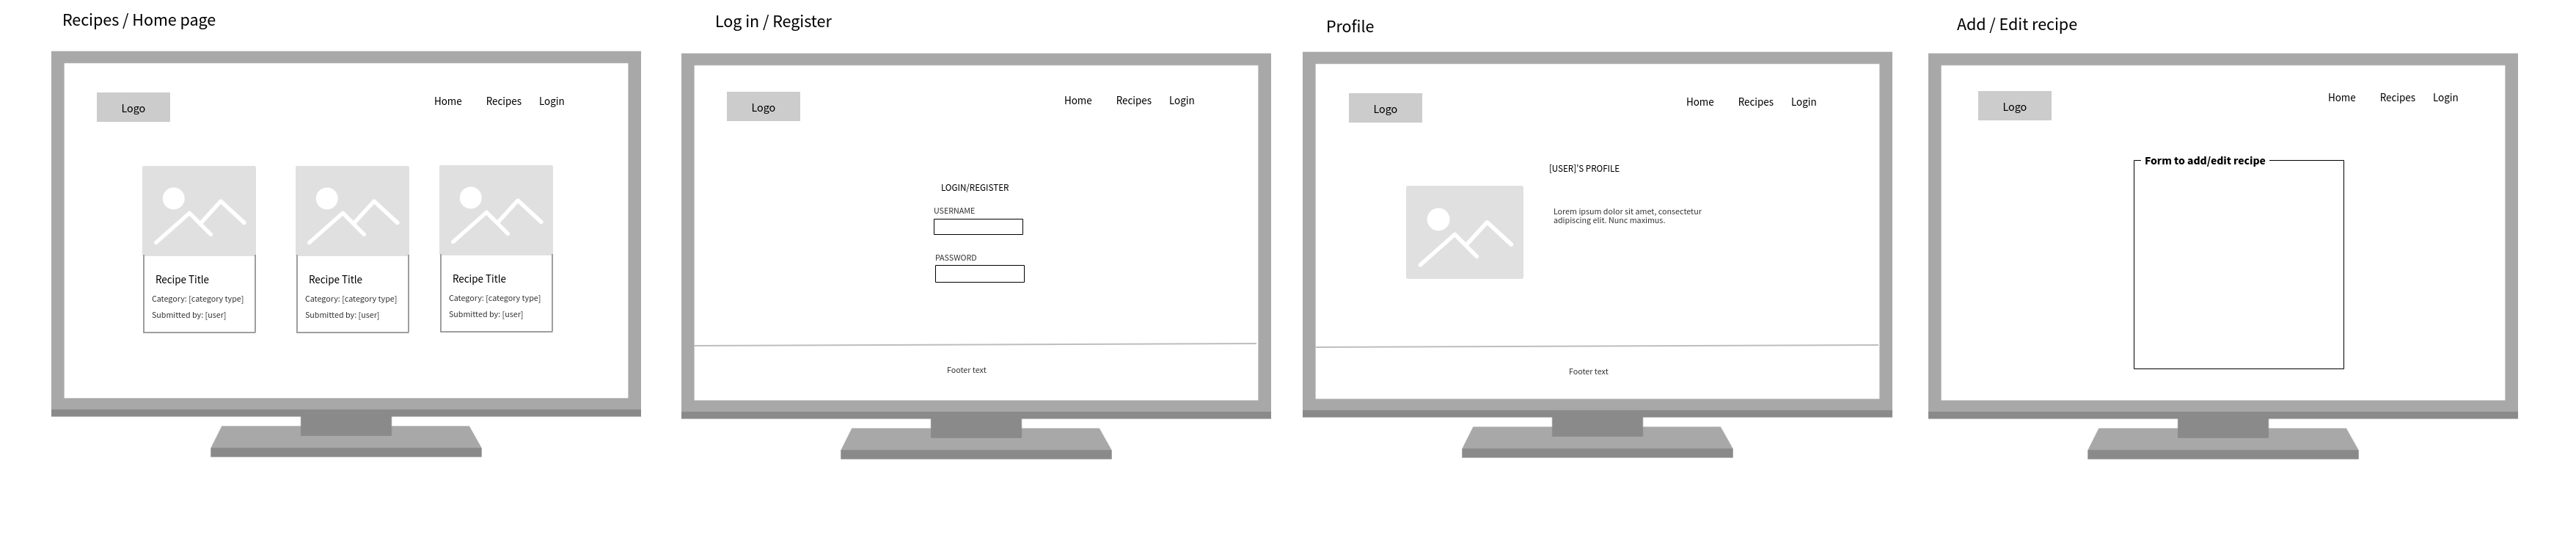 Recipes / Home page
Logo
Home Recipes Login
Recipe Title
Category: [category type]
Submitted by: [user]
Recipe Title
Category: [category type]
Submitted by: [user]
Recipe Title
Category: [category type]
Submitted by: [user]
Log in / Register
Logo
Home Recipes Login
LOGIN/REGISTER
USERNAME
PASSWORD
Footer text
Profile
Logo
Home Recipes Login
[USER]'S PROFILE
Lorem ipsum dolor sit amet, consectetur
adipiscing elit. Nunc maximus.
Footer text
Add / Edit recipe
Logo
Home Recipes Login
Form to add/edit recipe